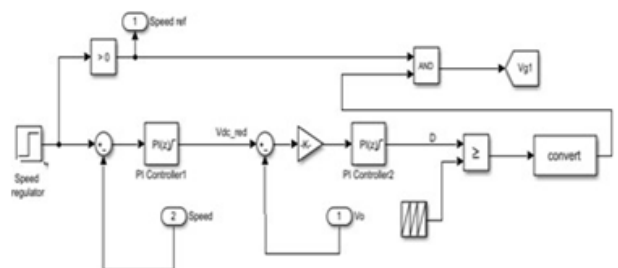 1
Speed ref
> 0
AND
Vg1
PI(z)
Vdc_red
-K-
PI(z)
D
≥
convert
Speed
regulator
PI Controller1
PI Controller2
2
Speed
1
Vo